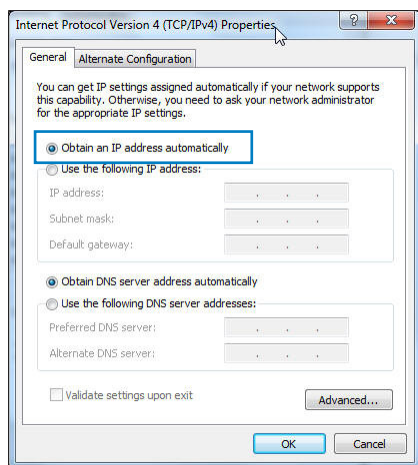 Internet Protocol Version 4 (TCP/IPv4) Properties
General
Alternate Configuration
You can get IP settings assigned automatically if your network supports
this capability. Otherwise, you need to ask your network administrator
for the appropriate IP settings.
Obtain an IP address automatically
Use the following IP address:
IP address:
Subnet mask:
Default gateway:
Obtain DNS server address automatically
Use the following DNS server addresses:
Preferred DNS server:
Alternate DNS server:
Validate settings upon exit
Advanced...
OK
Cancel